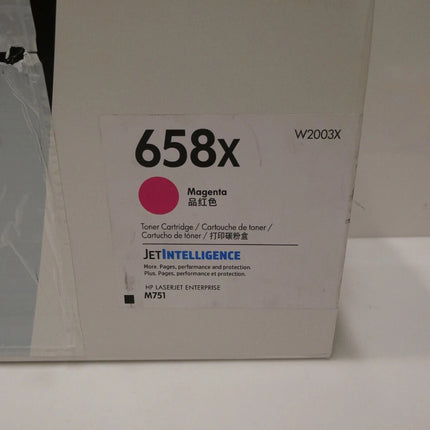 658X
W2003X
Magenta
品红色
Toner Cartridge / Cartouche de toner /
Cartucho de tóner / 打印碳粉盒
JETINTELLIGENCE
More. Pages, performance and protection.
Plus. Pages, performance et protection.
HP LASERJET ENTERPRISE
M751